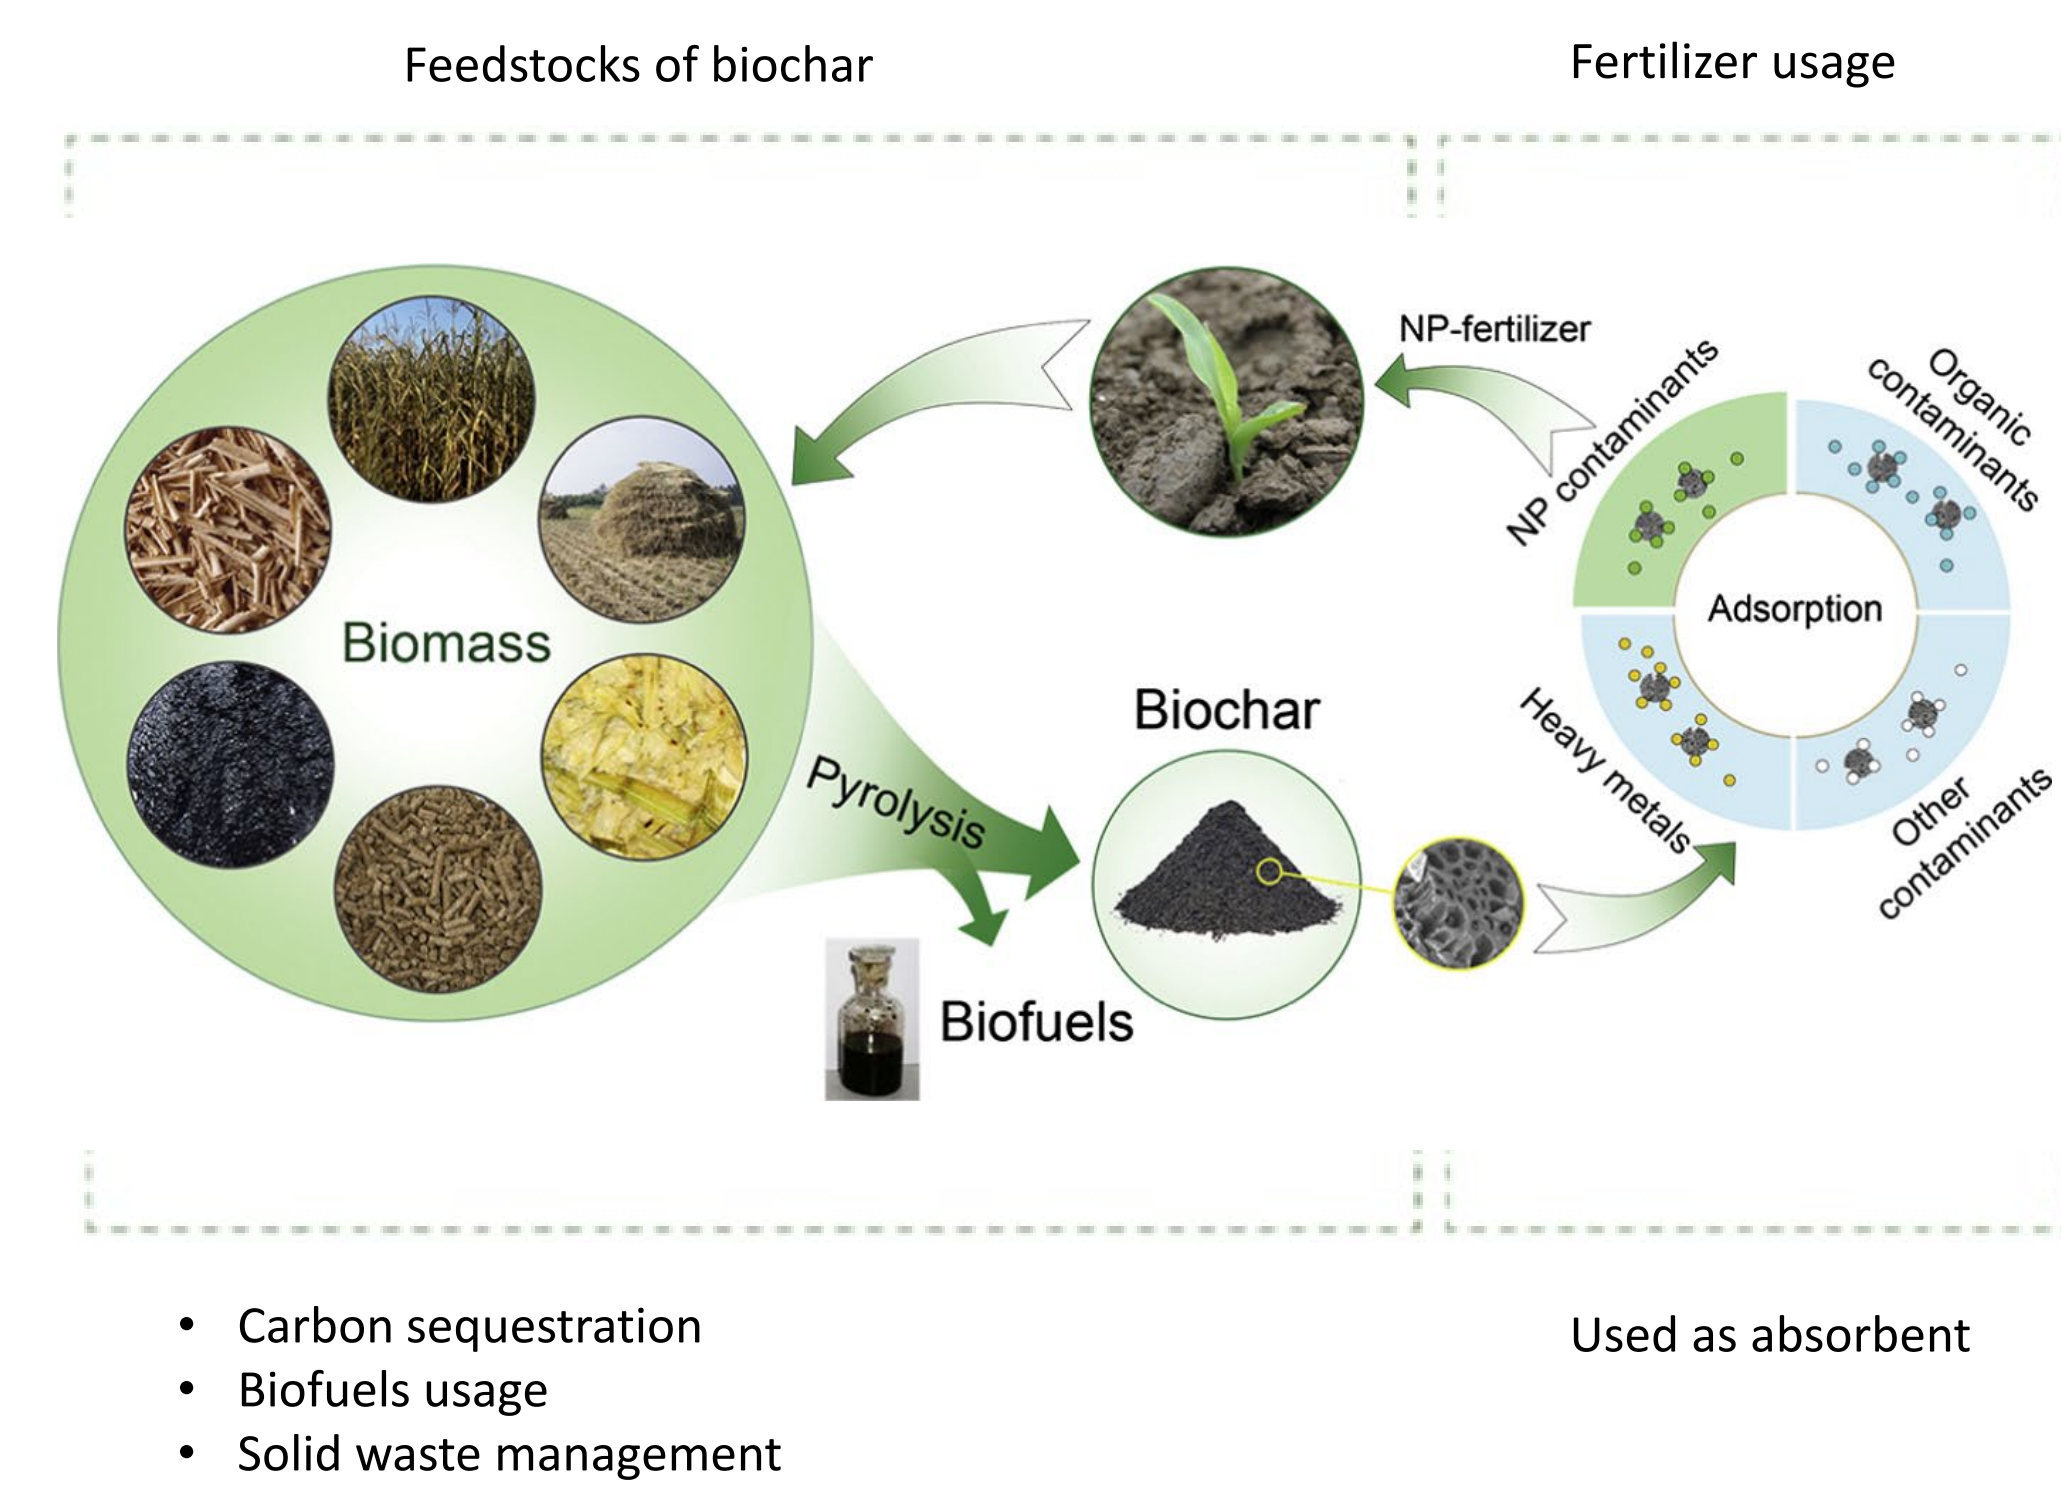 Feedstocks of biochar
Fertilizer usage
NP-fertilizer
NP contaminants
Organic
contaminants
Biomass
Adsorption
Pyrolysis
Biochar
Heavy metals
Other
contaminants
Biofuels
• Carbon sequestration
• Biofuels usage
• Solid waste management
Used as absorbent